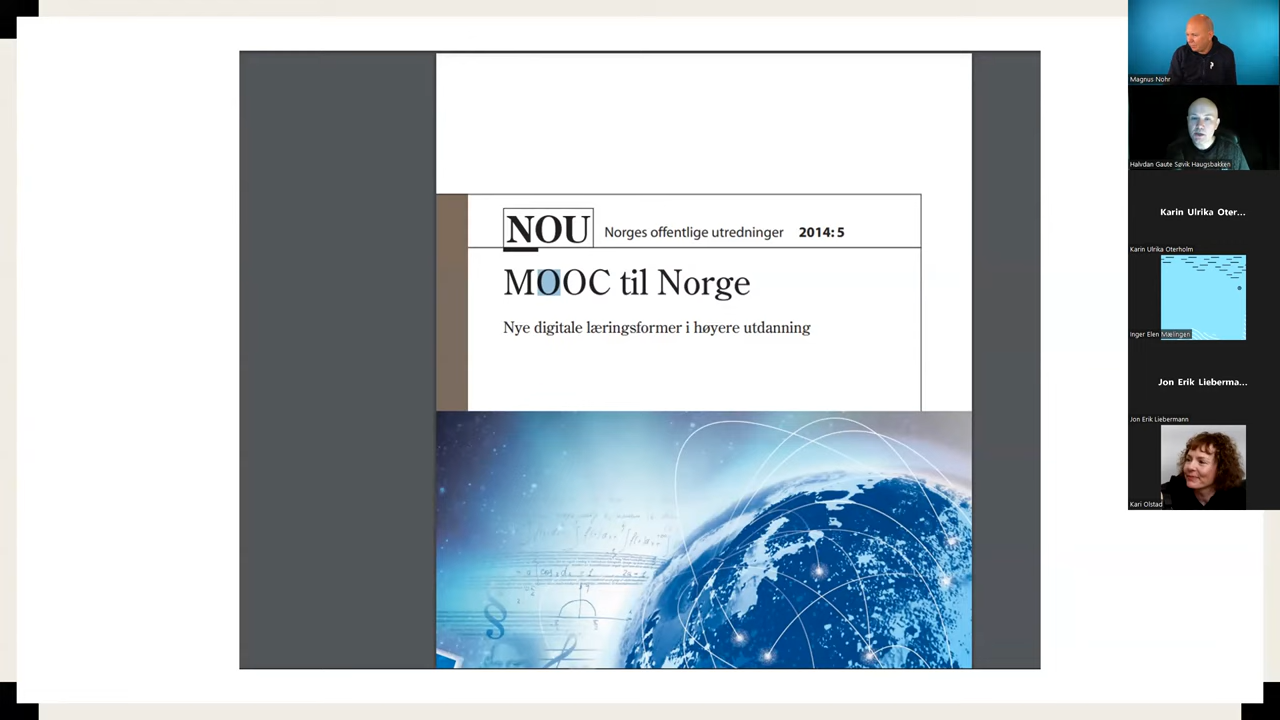 NOU Norges offentlige utredninger 2014: 5
MOOC til Norge
Nye digitale læringsformer i høyere utdanning
§
Magnus Nohr
Halvdan Gaute Søvik Haugsbakken
Karin Ulrika Oter...
Karin Ulrika Oterholm
Inger Elen Mælingen
Jon Erik Lieberma...
Jon Erik Liebermann
Kari Olstad